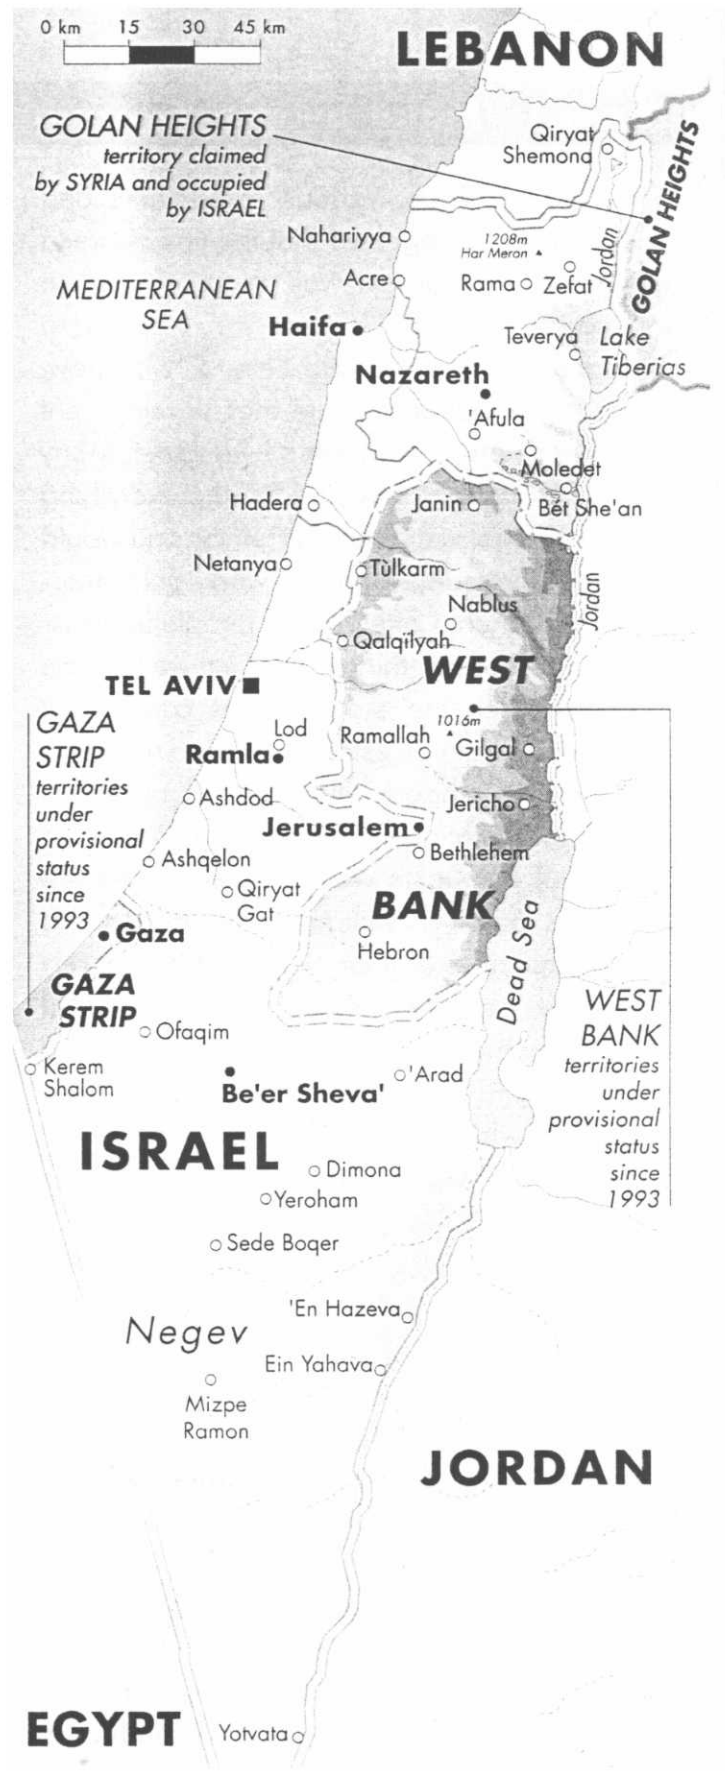 0 km 15 30 45 km
LEBANON
GOLAN HEIGHTS
territory claimed
by SYRIA and occupied
by ISRAEL
Qiryat
Shemona
GOLAN HEIGHTS
Nahariyya
1208m
Har Meron
Jordan
Acre
Rama
Zefat
MEDITERRANEAN
SEA
Haifa
Teverya
Lake
Tiberias
Nazareth
'Afula
Moledet
Hadera
Janin
Bét She'an
Netanya
Tùlkarm
Jordan
Nablus
Qalqïlyah
WEST
TEL AVIV
GAZA
STRIP
territories
under
provisional
status
since
1993
1016m
Lod
Ramallah
Gilgal
Ramla
Ashdod
Jericho
Jerusalem
Bethlehem
Ashqelon
Qiryat
Gat
BANK
Gaza
Hebron
Dead Sea
GAZA
STRIP
WEST
BANK
territories
under
provisional
status
since
1993
Ofaqim
Kerem
Shalom
Be'er Sheva'
'Arad
ISRAEL
Dimona
Yeroham
Sede Boqer
'En Hazeva
Negev
Ein Yahava
Mizpe
Ramon
JORDAN
EGYPT
Yotvata